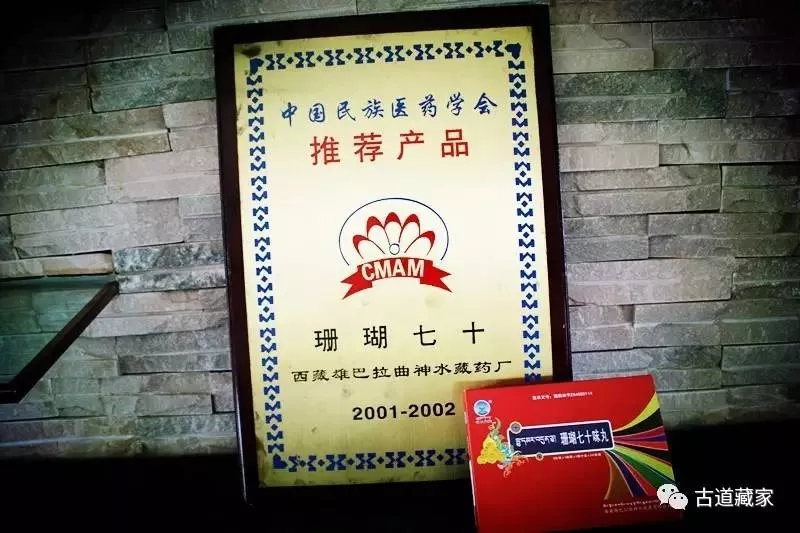 中国民族医药学会
推荐产品
CMAM
珊瑚七十
西藏雄巴拉曲神水藏药厂
2001-2002
珊瑚七十味丸
古道藏家